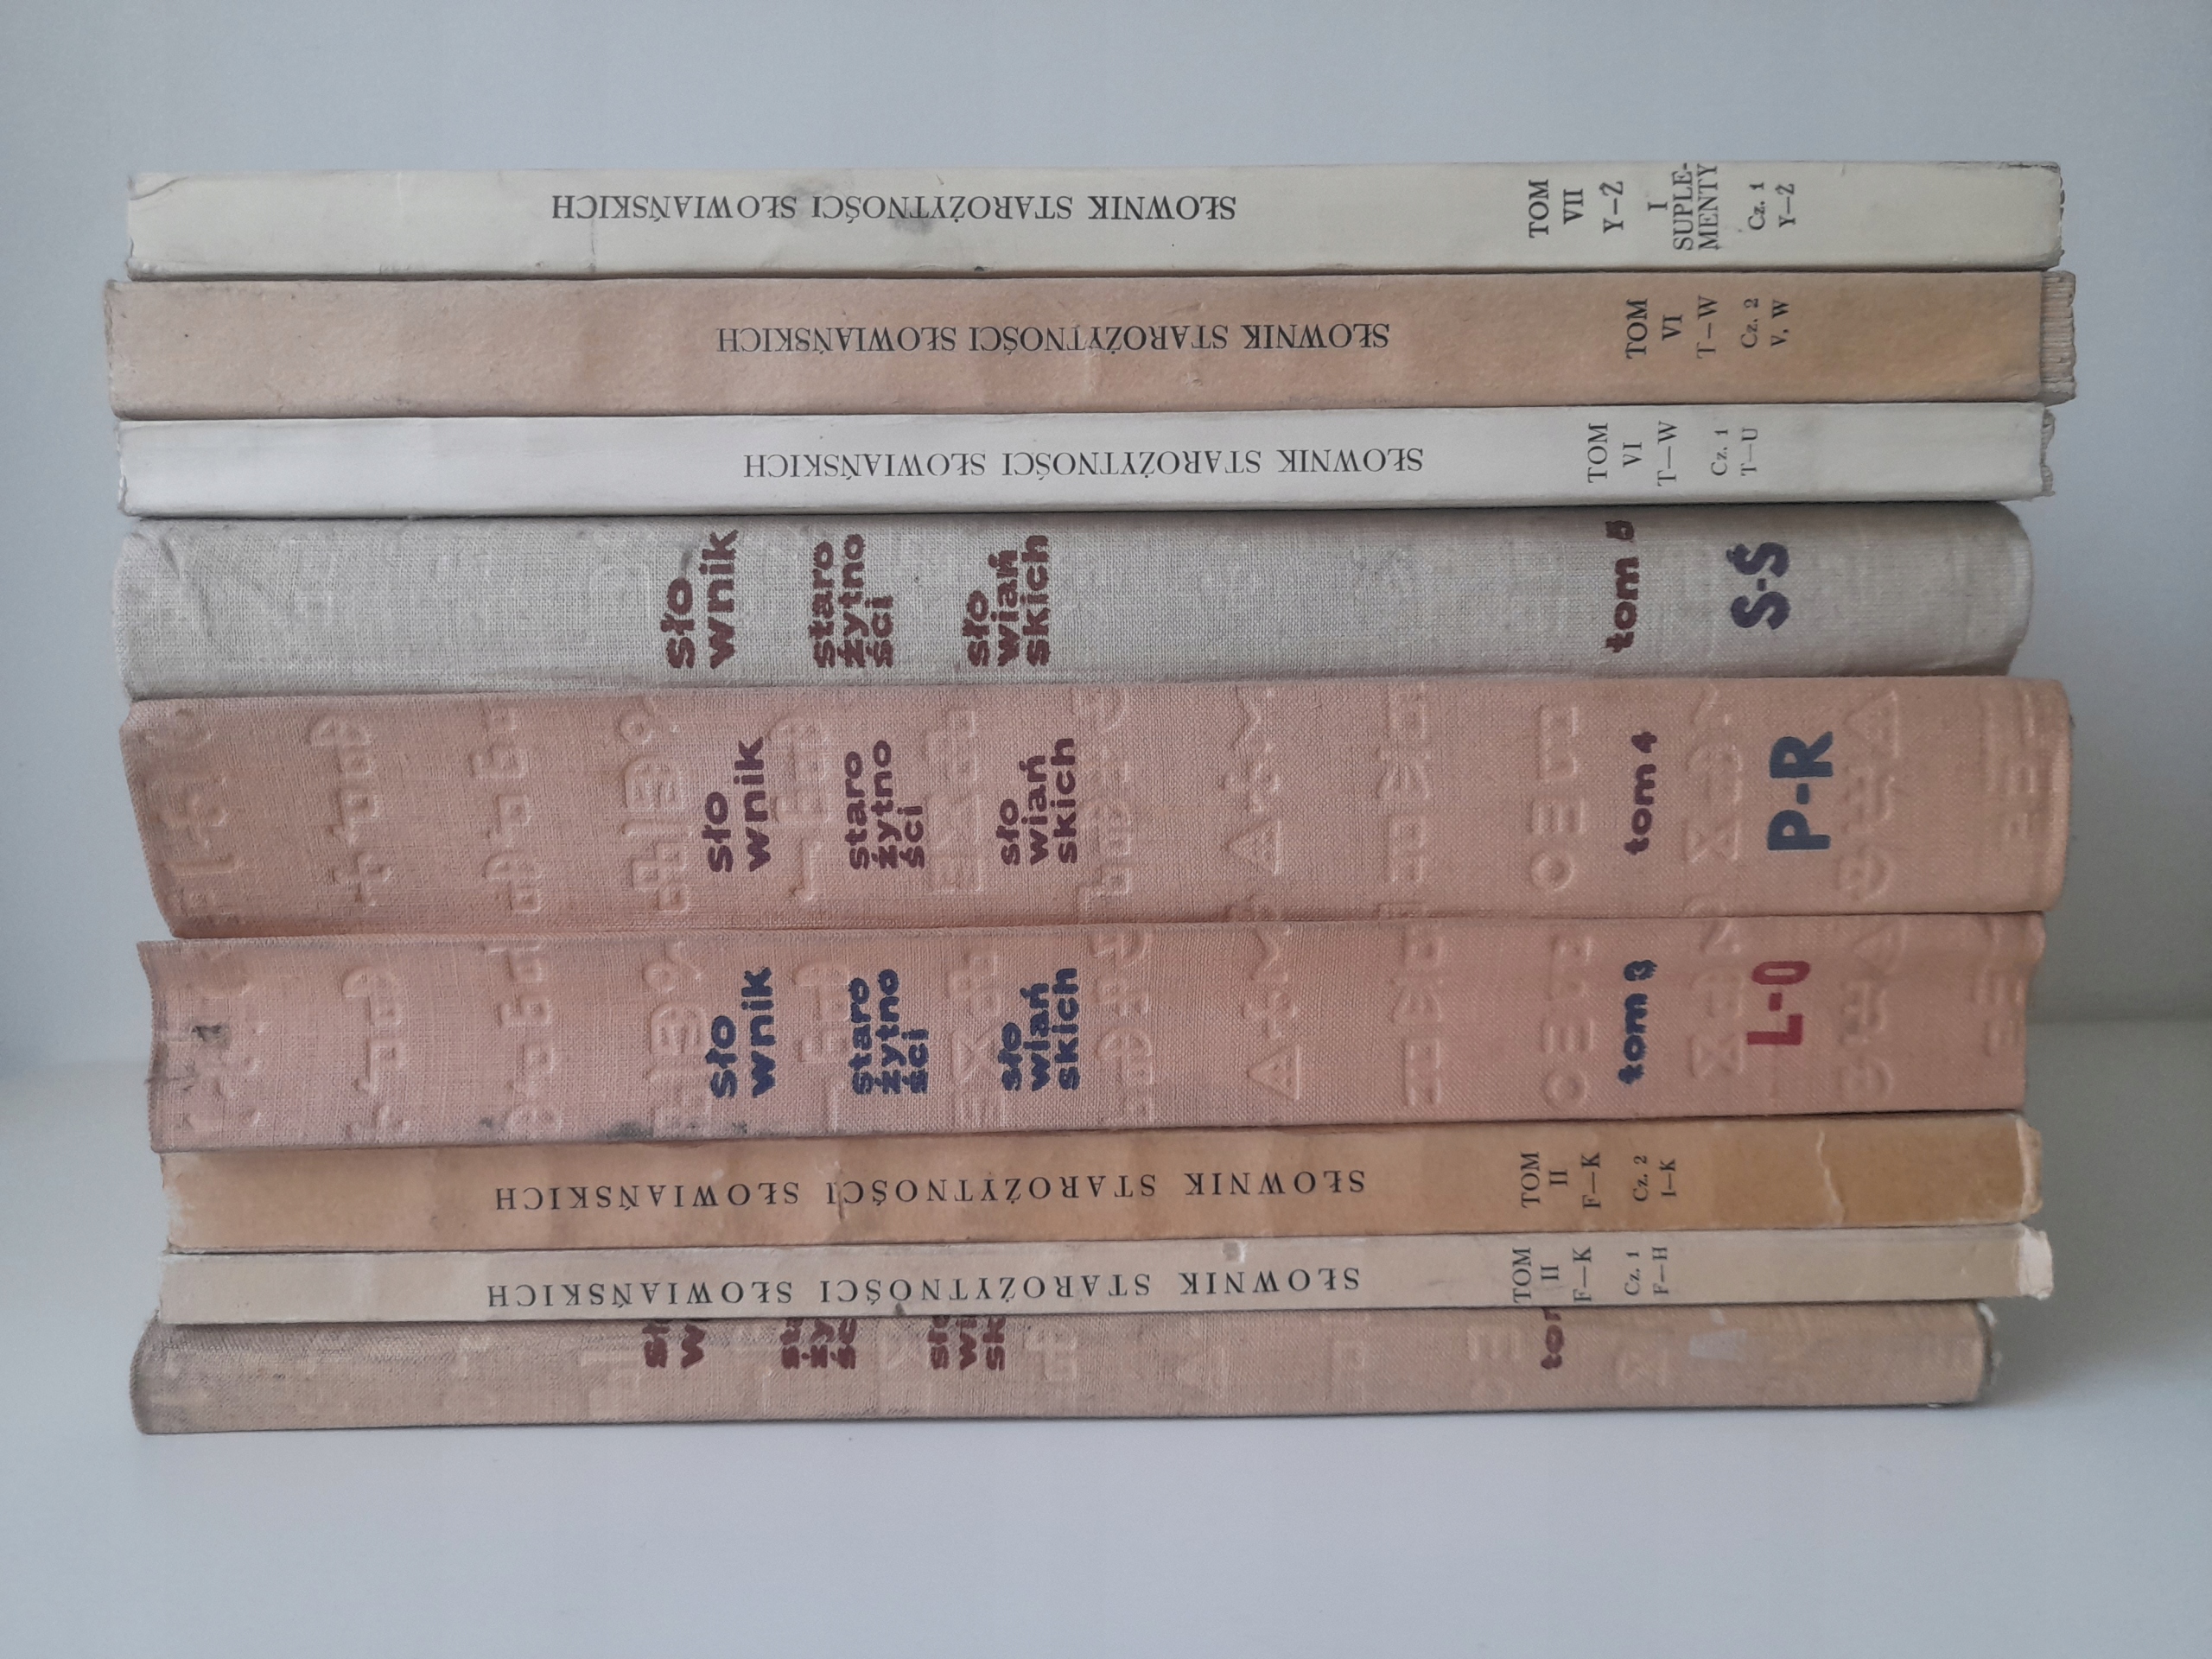 SŁOWNIK STAROŻYTNOŚCI SŁOWIAŃSKICH
TOM
VII
Y—Ż
I
SUPLE-
MENTY
Cz. 1
Y—Ż
SŁOWNIK STAROŻYTNOŚCI SŁOWIAŃSKICH
TOM
VI
T—W
Cz. 2
V, W
SŁOWNIK STAROŻYTNOŚCI SŁOWIAŃSKICH
TOM
VI
T—W
Cz. 1
T—U
sło
wnik
staro
żytno
ści
sło
wiań
skich
tom 5
S-Ś
sło
wnik
staro
żytno
ści
sło
wiań
skich
tom 4
P-R
sło
wnik
staro
żytno
ści
sło
wiań
skich
tom 3
L-O
SŁOWNIK STAROŻYTNOŚCI SŁOWIAŃSKICH
TOM
II
F—K
Cz. 2
I—K
SŁOWNIK STAROŻYTNOŚCI SŁOWIAŃSKICH
TOM
II
F—K
Cz. 1
F—H